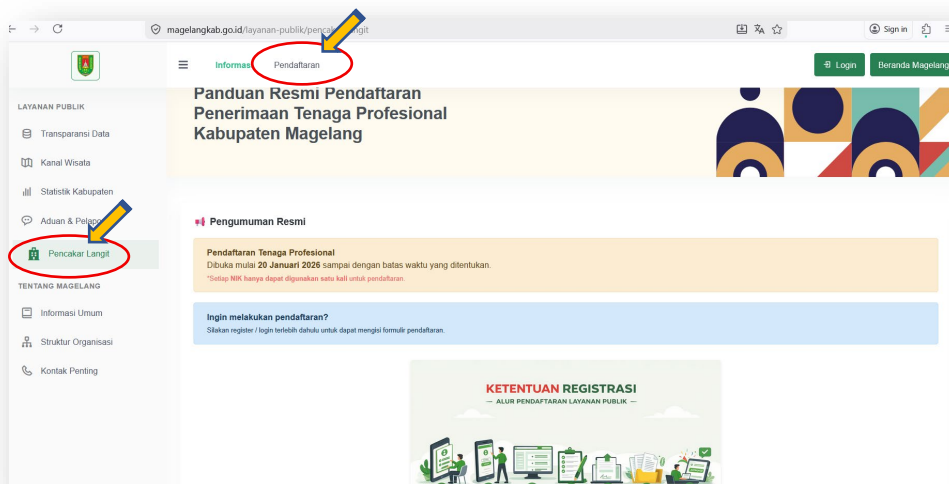 magelangkab.go.id/layanan-publik/pencakar-langit
Sign in
Informasi
Pendaftaran
Login
Beranda Magelang
LAYANAN PUBLIK
Transparansi Data
Kanal Wisata
Statistik Kabupaten
Aduan &
Pencakar Langit
TENTANG MAGELANG
Informasi Umum
Struktur Organisasi
Kontak Penting
Panduan Resmi Pendaftaran
Penerimaan Tenaga Profesional
Kabupaten Magelang
Pengumuman Resmi
Pendaftaran Tenaga Profesional
Dibuka mulai 20 Januari 2026 sampai dengan batas waktu yang ditentukan.
*Setiap NIK hanya dapat digunakan satu kali untuk pendaftaran.
Ingin melakukan pendaftaran?
Silakan register / login terlebih dahulu untuk dapat mengisi formulir pendaftaran.
KETENTUAN REGISTRASI
— ALUR PENDAFTARAN LAYANAN PUBLIK —